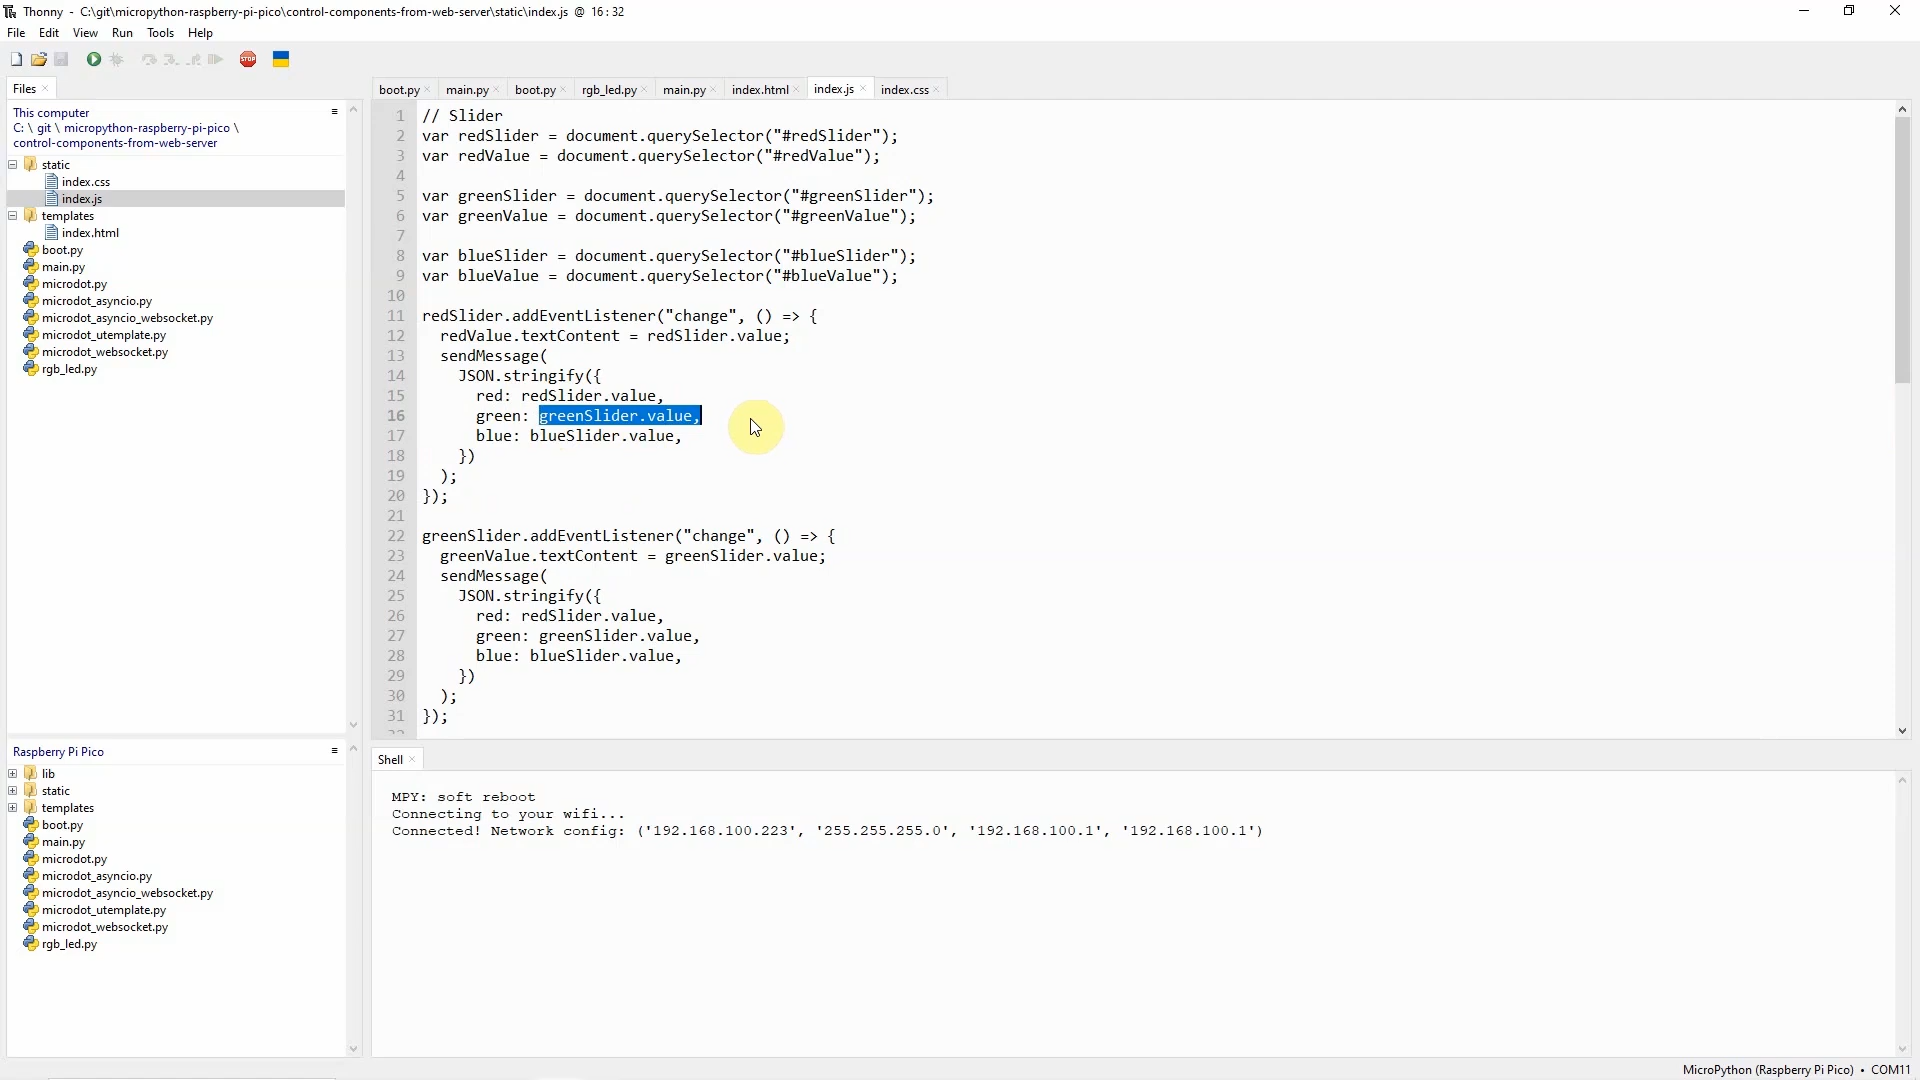 Thonny - C:\git\micropython-raspberry-pi-pico\control-components-from-web-server\static\index.js @ 16:32
File Edit View Run Tools Help
STOP
Files
This computer
C: \ git \ micropython-raspberry-pi-pico \
control-components-from-web-server
static
index.css
index.js
templates
index.html
boot.py
main.py
microdot.py
microdot_asyncio.py
microdot_asyncio_websocket.py
microdot_utemplate.py
microdot_websocket.py
rgb_led.py
Raspberry Pi Pico
lib
static
templates
boot.py
main.py
microdot.py
microdot_asyncio.py
microdot_asyncio_websocket.py
microdot_utemplate.py
microdot_websocket.py
rgb_led.py
boot.py main.py boot.py rgb_led.py main.py index.html index.js index.css
1 // Slider
2 var redSlider = document.querySelector("#redSlider");
3 var redValue = document.querySelector("#redValue");
4
5 var greenSlider = document.querySelector("#greenSlider");
6 var greenValue = document.querySelector("#greenValue");
7
8 var blueSlider = document.querySelector("#blueSlider");
9 var blueValue = document.querySelector("#blueValue");
10
11 redSlider.addEventListener("change", () => {
12 redValue.textContent = redSlider.value;
13 sendMessage(
14 JSON.stringify({
15 red: redSlider.value,
16 green: greenSlider.value,
17 blue: blueSlider.value,
18 })
19 );
20 });
21
22 greenSlider.addEventListener("change", () => {
23 greenValue.textContent = greenSlider.value;
24 sendMessage(
25 JSON.stringify({
26 red: redSlider.value,
27 green: greenSlider.value,
28 blue: blueSlider.value,
29 })
30 );
31 });
Shell
MPY: soft reboot
Connecting to your wifi...
Connected! Network config: ('192.168.100.223', '255.255.255.0', '192.168.100.1', '192.168.100.1')
MicroPython (Raspberry Pi Pico) • COM11